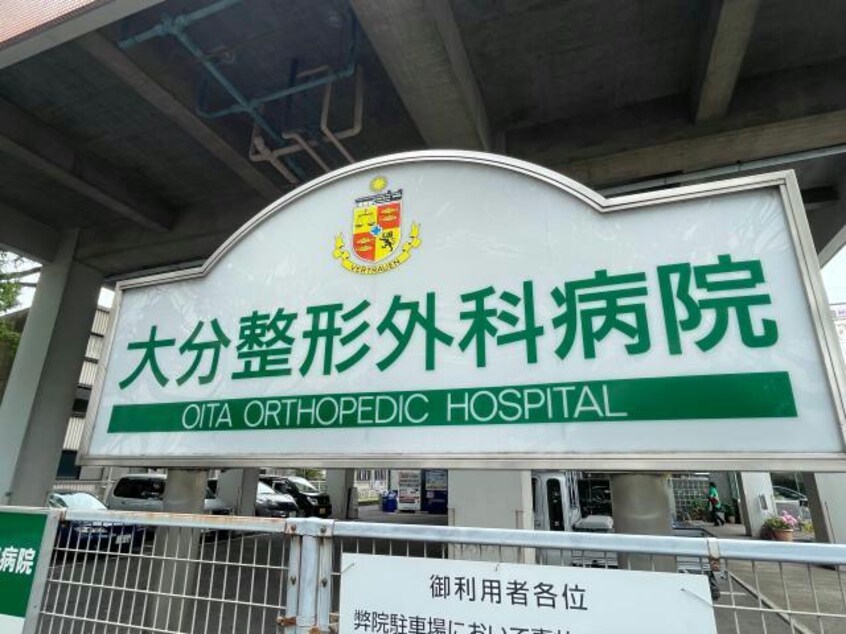 VERTRAUEN
大分整形外科病院
OITA ORTHOPEDIC HOSPITAL
病院
御利用者各位
弊院駐車場において